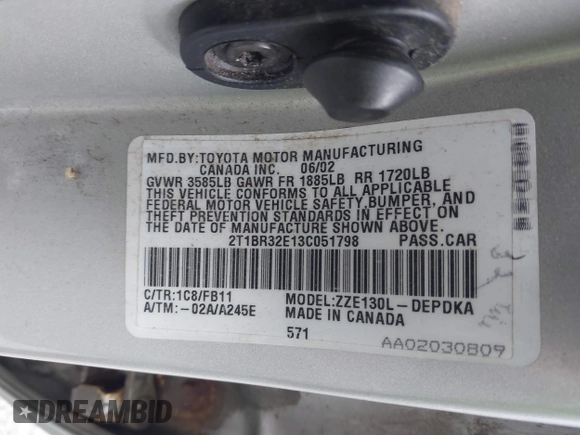 MFD.BY:TOYOTA MOTOR MANUFACTURING
CANADA INC. 06/02
GVWR 3585LB GAWR FR 1885LB RR 1720LB
THIS VEHICLE CONFORMS TO ALL APPLICABLE
FEDERAL MOTOR VEHICLE SAFETY,BUMPER, AND
THEFT PREVENTION STANDARDS IN EFFECT ON
THE DATE OF MANUFACTURE SHOWN ABOVE.
2T1BR32E13C051798 PASS.CAR
C/TR:1C8/FB11 MODEL:ZZE130L-DEPDKA
A/TM:-02A/A245E MADE IN CANADA
571
AA02030809
DREAMBID